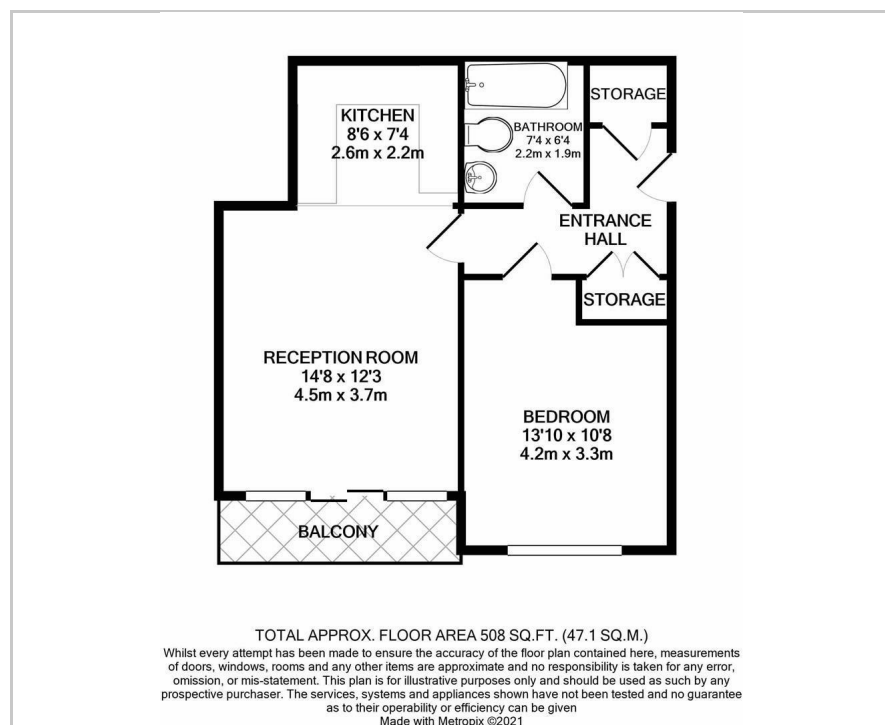 KITCHEN
8'6 x 7'4
2.6m x 2.2m
BATHROOM
7'4 x 6'4
2.2m x 1.9m
STORAGE
ENTRANCE
HALL
STORAGE
RECEPTION ROOM
14'8 x 12'3
4.5m x 3.7m
BEDROOM
13'10 x 10'8
4.2m x 3.3m
BALCONY
TOTAL APPROX. FLOOR AREA 508 SQ.FT. (47.1 SQ.M.)
Whilst every attempt has been made to ensure the accuracy of the floor plan contained here, measurements
of doors, windows, rooms and any other items are approximate and no responsibility is taken for any error,
omission, or mis-statement. This plan is for illustrative purposes only and should be used as such by any
prospective purchaser. The services, systems and appliances shown have not been tested and no guarantee
as to their operability or efficiency can be given
Made with Metropix ©2021